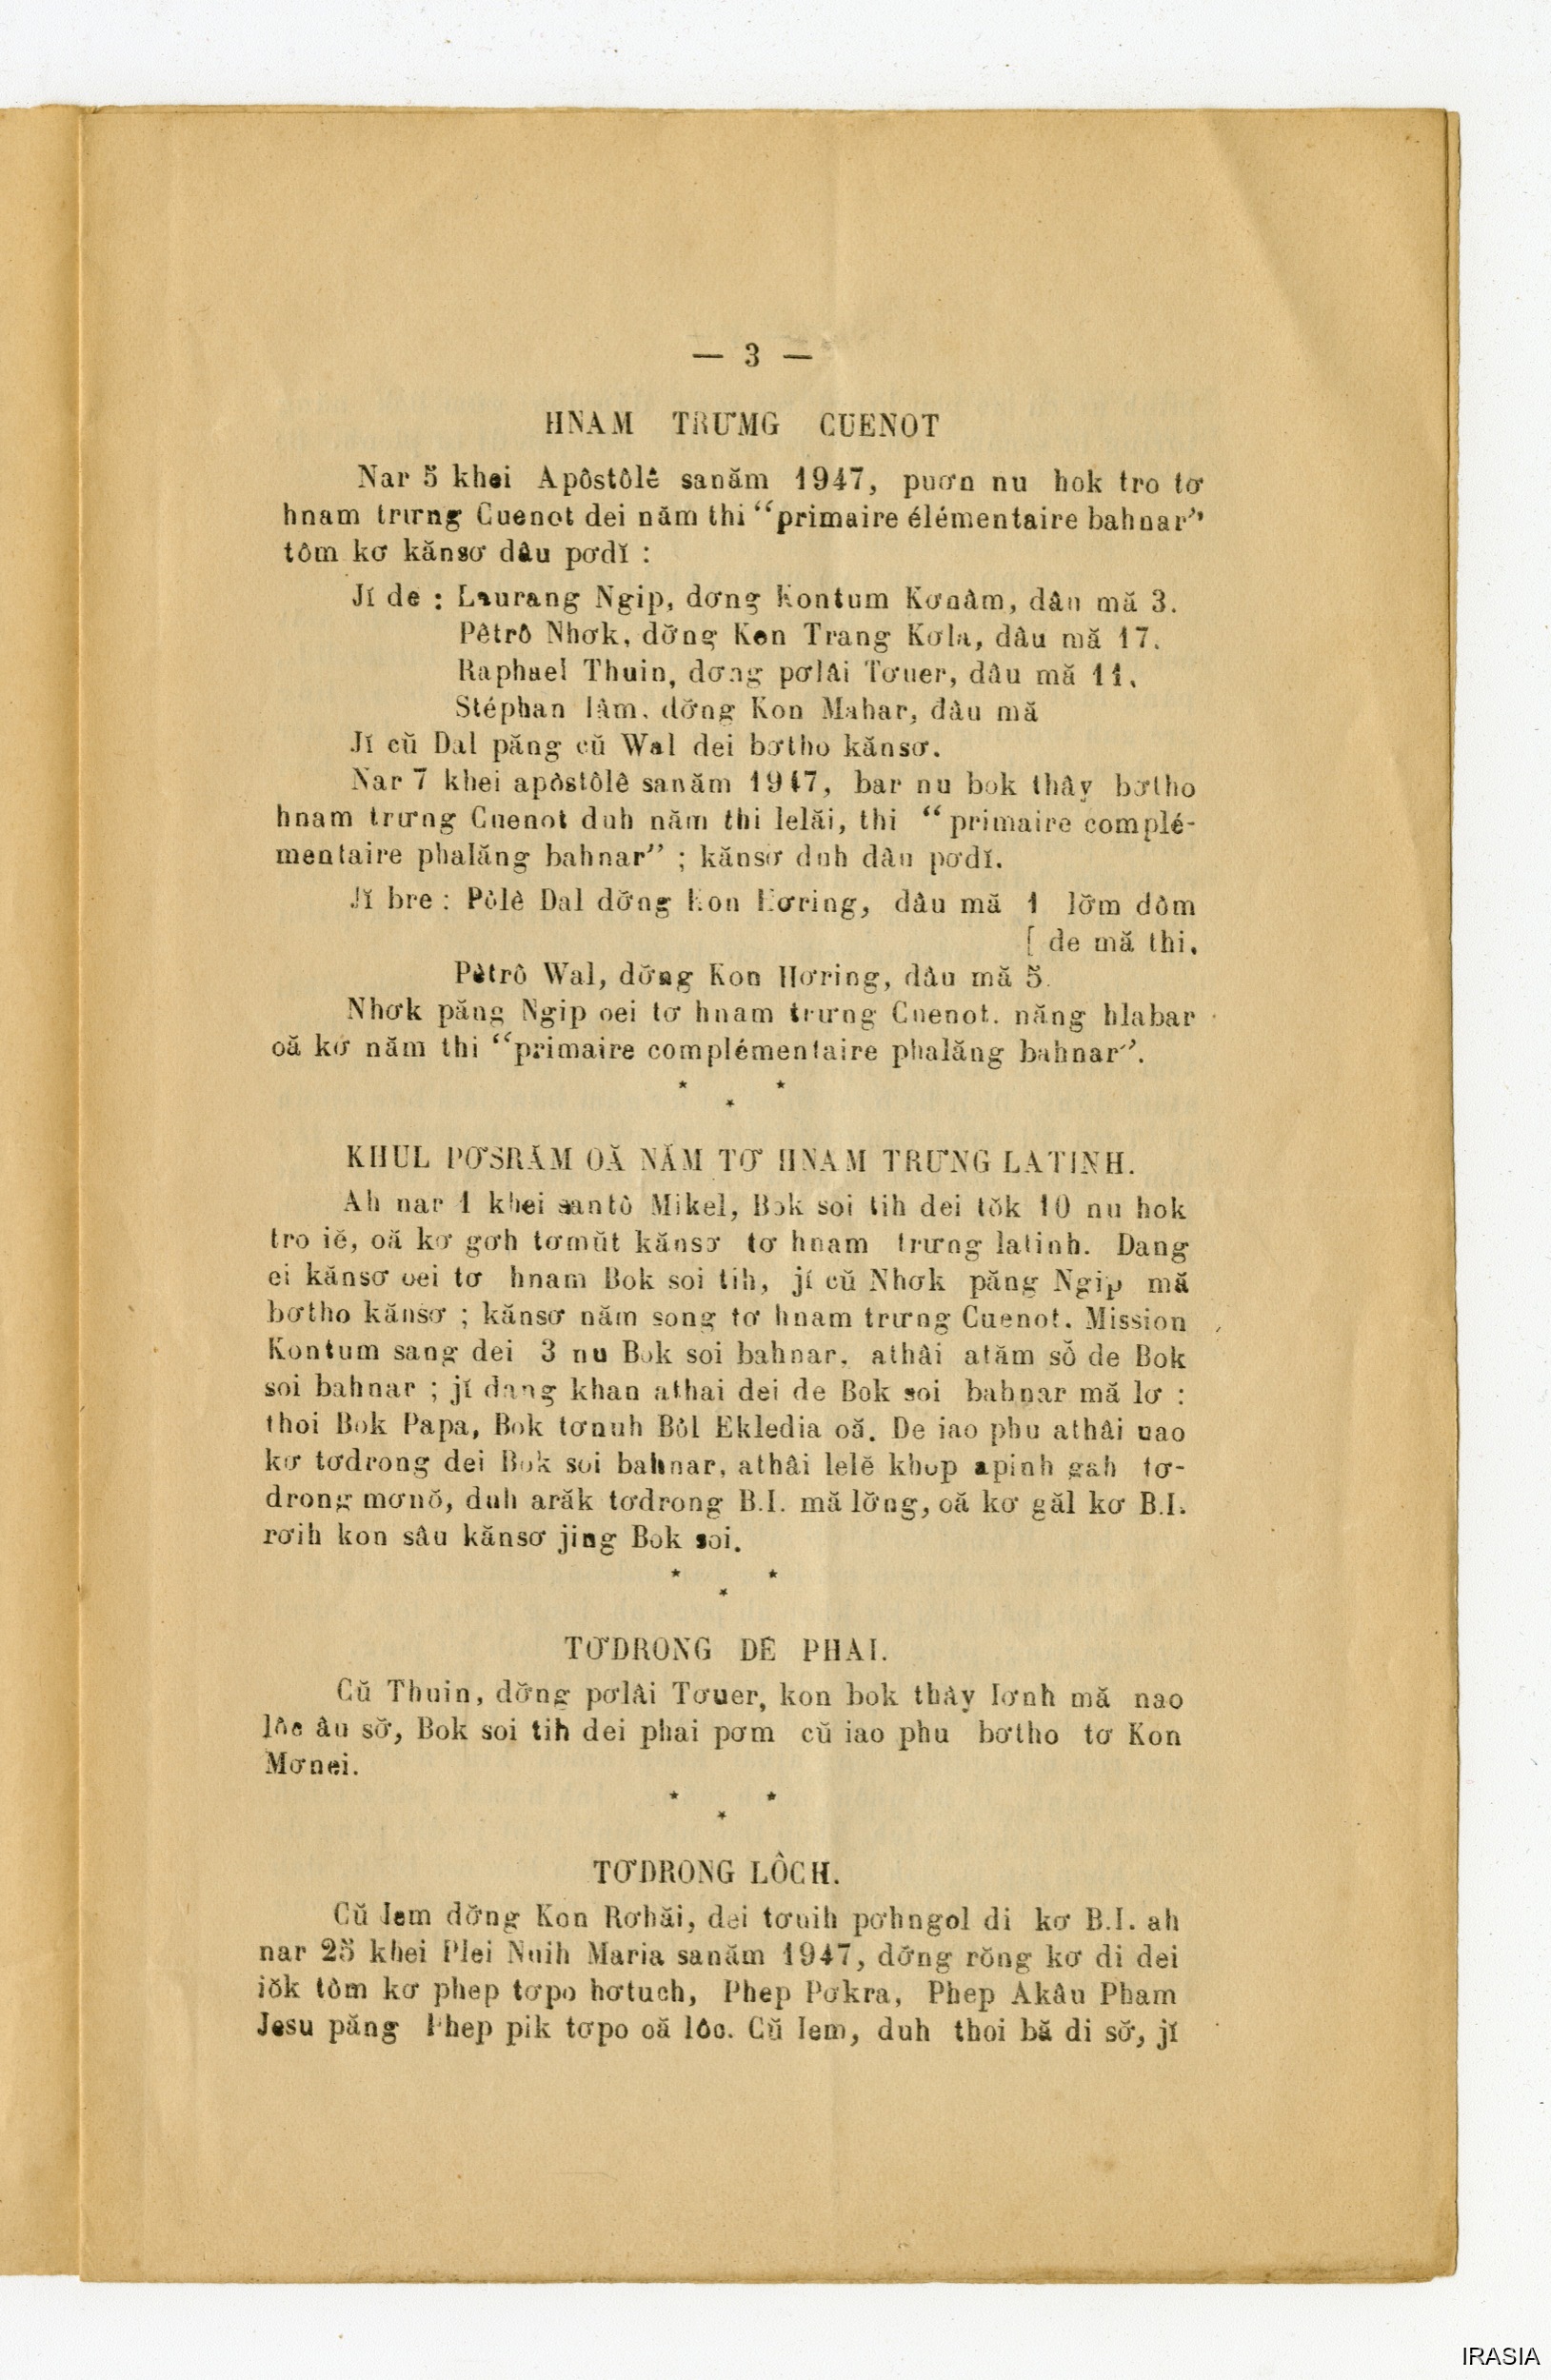 — 3 —
HNAM TRƯMG CUENOT
Nar 5 khei Apôstôlê sanăm 1947, puơn nu hok tro tơ
hnam trưng Cuenot dei năm thi “primaire élémentaire bahnar”
tôm kơ kănsơ dâu pơdĭ :
Jĭ de : Laurang Ngip, dơng Kontum Kơnâm, dâu mă 3.
Pêtrô Nhơk, dơ̆ng Kon Trang Kơla, dâu mă 17.
Raphael Thuin, dơng pơlâi Tơuer, dâu mă 11.
Stéphan lâm, dơ̆ng Kon Mahar, dâu mă
Jĭ cŭ Dal păng cŭ Wal dei bơtho kănsơ.
Nar 7 khei apôstôlê sanăm 1947, bar nu bok thây bơtho
hnam trưng Cuenot duh năm thi lelăi, thi “ primaire complé-
mentaire phalăng bahnar” ; kănsơ duh dâu pơdĭ.
Jĭ bre : Pôlê Dal dơ̆ng Kon Hơring, dâu mă 1 lơ̆m dôm
[ de mă thi.
Pêtrô Wal, dơ̆ng Kon Hơring, dâu mă 5.
Nhơk păng Ngip oei tơ hnam trưng Cuenot. năng hlabar
oă kơ năm thi “primaire complémentaire phalăng bahnar”.
* * *
KHUL PƠSRĂM OĂ NĂM TƠ HNAM TRƯNG LATINH.
Ah nar 1 khei santô Mikel, Bok soi tih dei tŏk 10 nu hok
tro iĕ, oă kơ gơh tơmŭt kănsơ tơ hnam trưng latinh. Dang
ei kănsơ oei tơ hnam Bok soi tih, jĭ cŭ Nhơk păng Ngip mă
bơtho kănsơ ; kănsơ năm song tơ hnam trưng Cuenot. Mission
Kontum sang dei 3 nu Bok soi bahnar, athâi atăm sơ̆ de Bok
soi bahnar ; jĭ dang khan athai dei de Bok soi bahnar mă lơ :
thoi Bok Papa, Bok tơnuh Bôl Ekledia oă. De iao phu athâi nao
kơ tơdrong dei Bok soi bahnar, athâi lelĕ khop apinh gah tơ-
drong mơnŏ, duh arăk tơdrong B.I. mă lơ̆ng, oă kơ găl kơ B.I.
rơih kon sâu kănsơ jing Bok soi.
* * *
TƠDRONG DĔ PHAI.
Cŭ Thuin, dơ̆ng pơlâi Tơuer, kon bok thây Iơnh mă nao
lôc âu sơ̆, Bok soi tih dei phai pơm cŭ iao phu bơtho tơ Kon
Mơnei.
* * *
TƠDRONG LÔCH.
Cŭ Iem dơ̆ng Kon Rơhăi, dei tơuih pơhngol di kơ B.I. ah
nar 25 khei Plei Nuih Maria sanăm 1947, dơ̆ng rŏng kơ di dei
iŏk tôm kơ phep tơpo hơtuch, Phep Pơkra, Phep Akâu Pham
Jesu păng Phep pik tơpo oă lôc. Cŭ Iem, duh thoi bă di sơ̆, jĭ
IRASIA